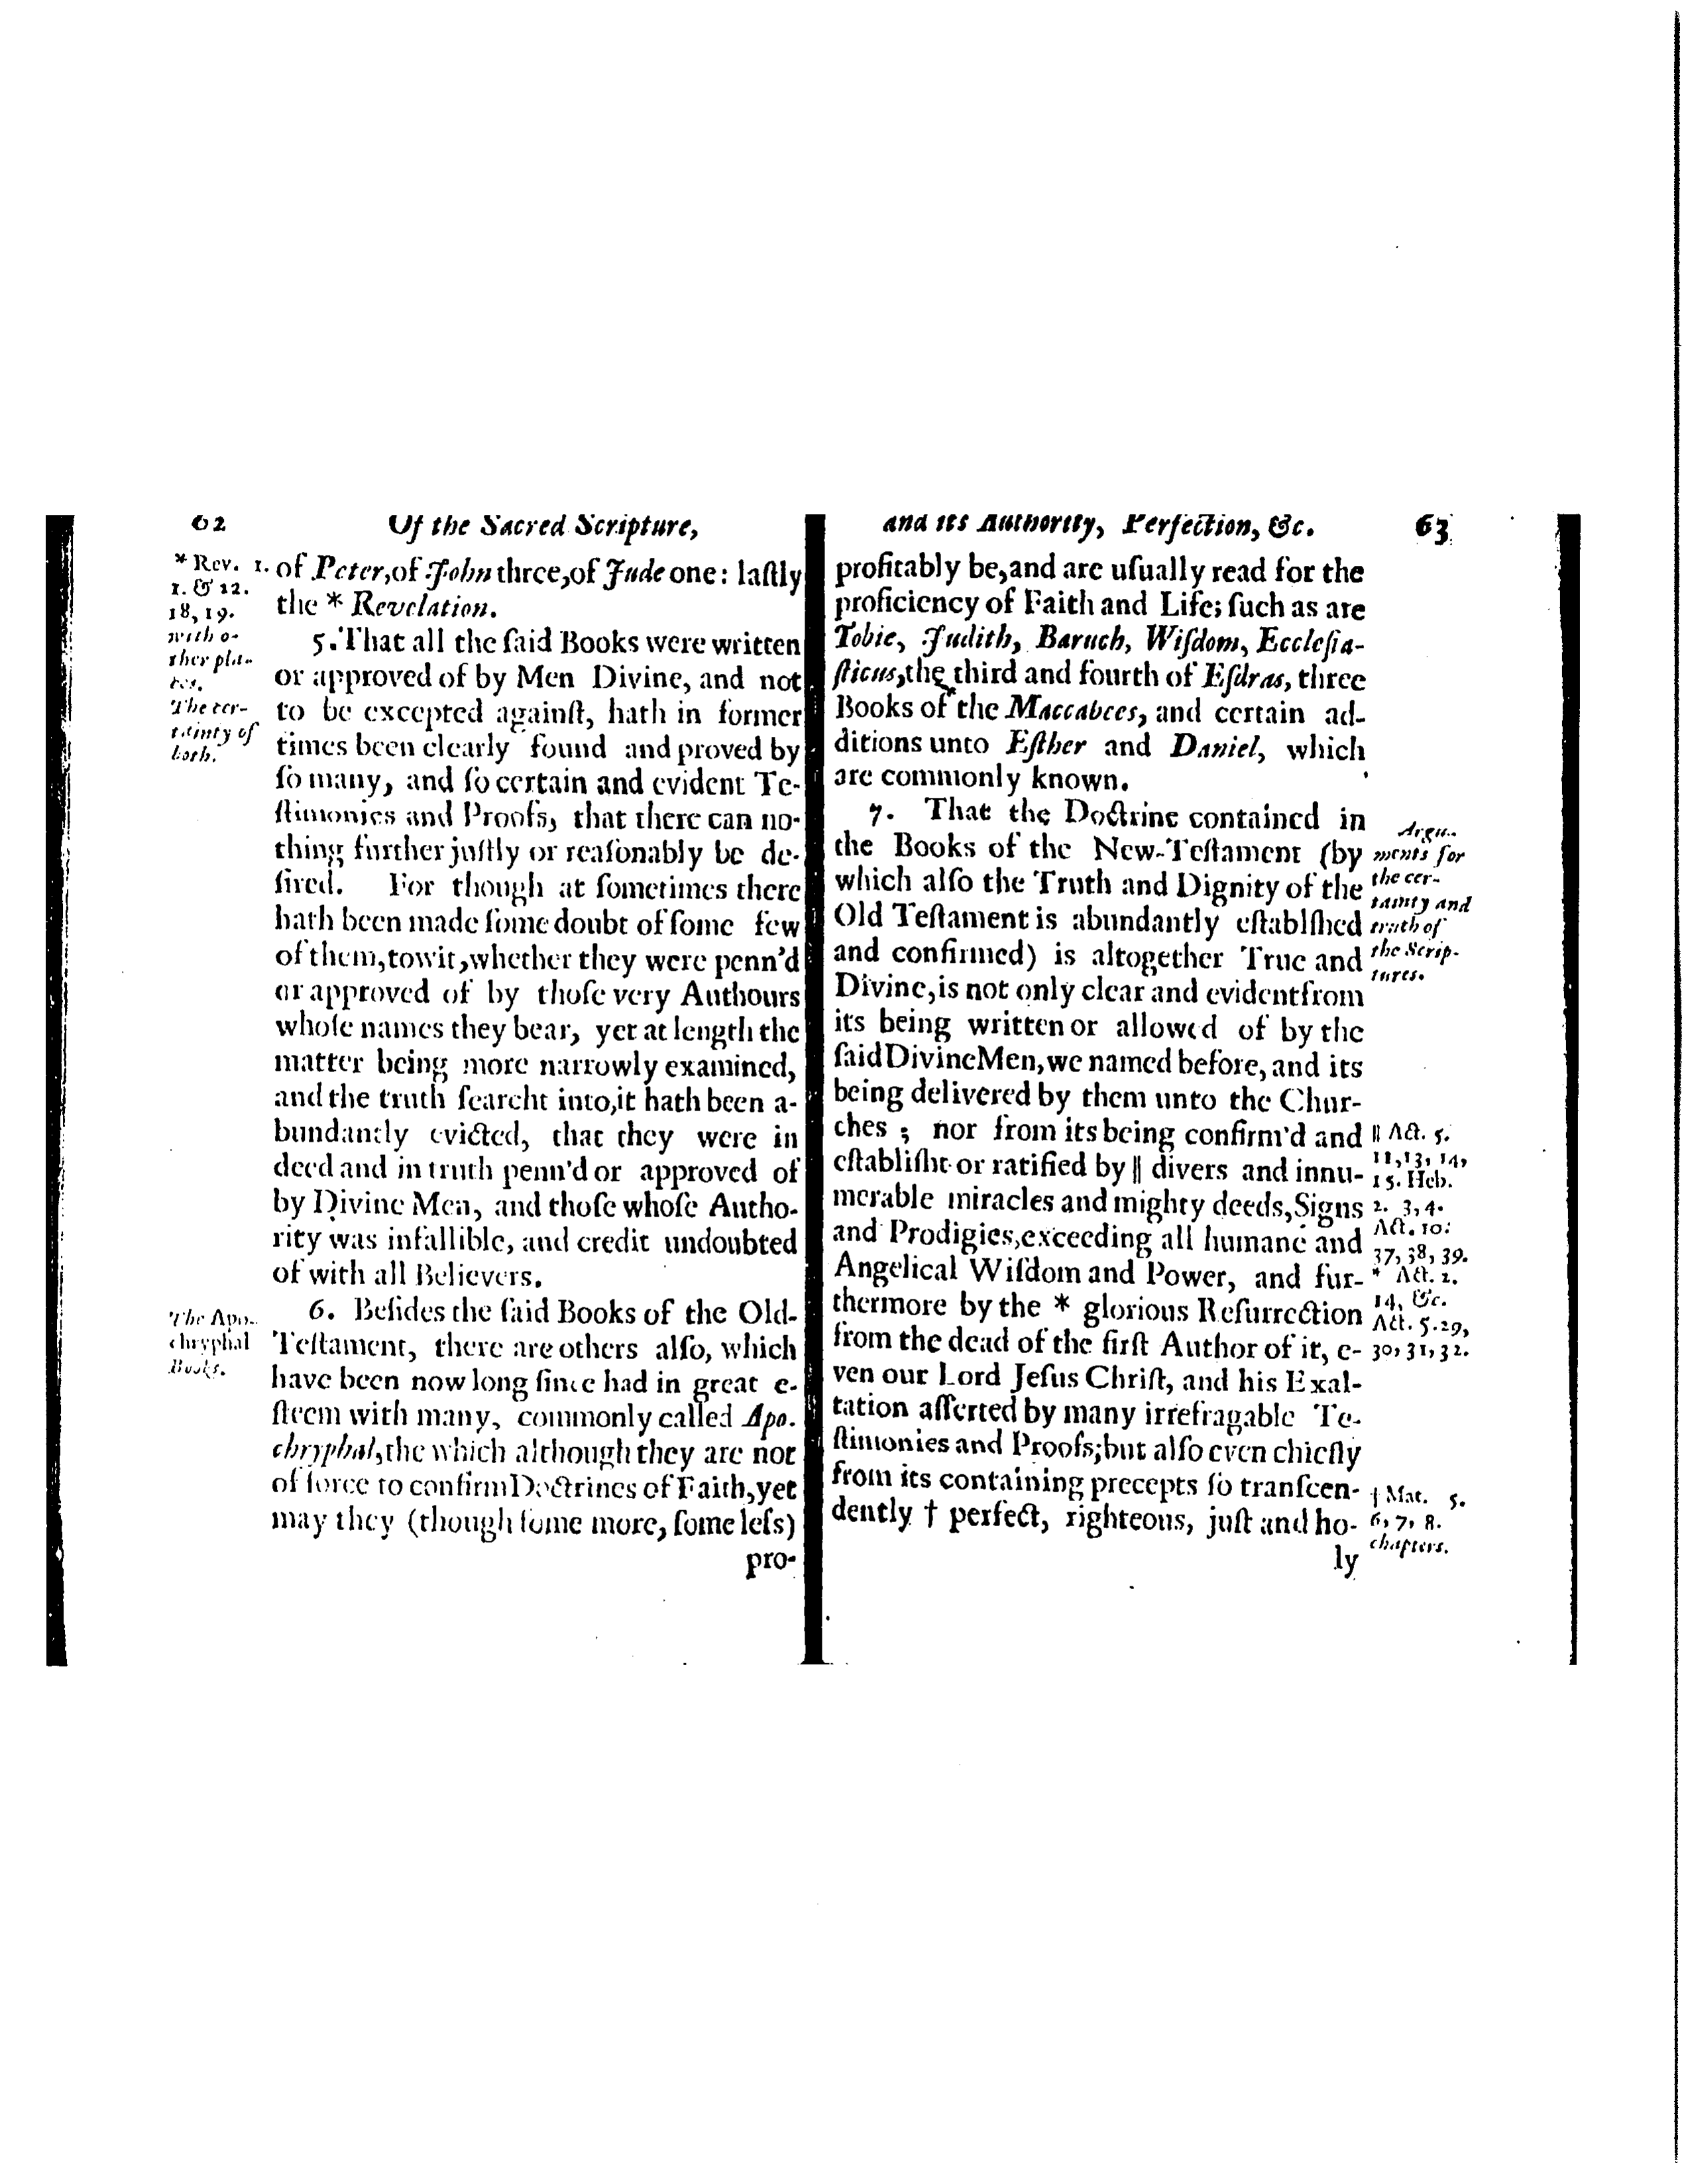 62
Of the Sacred Scripture,
* Rev. 1.
1. & 12.
18, 19.
with o-
ther pla-
ces.
The cer-
tainty of
both.
of Peter,of John three,of Jude one: laſtly
the * Revelation.
5.That all the ſaid Books were written
or approved of by Men Divine, and not
to be excepted againſt, hath in former
times been clearly found and proved by
ſo many, and ſo certain and evident Te-
ſtimonies and Proofs, that there can no-
thing further juſtly or reaſonably be de-
ſired. For though at ſometimes there
hath been made ſome doubt of ſome few
of them,towit,whether they were penn'd
or approved of by thoſe very Authours
whoſe names they bear, yet at length the
matter being more narrowly examined,
and the truth ſearcht into,it hath been a-
bundantly evicted, that they were in
deed and in truth penn'd or approved of
by Divine Men, and thoſe whoſe Autho-
rity was infallible, and credit undoubted
of with all Believers.
The Apo-
chryphal
Books.
6. Beſides the ſaid Books of the Old-
Teſtament, there are others alſo, which
have been now long ſince had in great e-
ſteem with many, commonly called Apo.
chryphal,the which although they are not
of force to confirm Doctrines of Faith,yet
may they (though ſome more, ſome leſs)
pro-
and its Authority, Perfection, &c.
63
profitably be,and are uſually read for the
proficiency of Faith and Life; ſuch as are
Tobie, Judith, Baruch, Wiſdom, Eccleſia-
ſticus,the third and fourth of Eſdras, three
Books of the Maccabees, and certain ad-
ditions unto Eſther and Daniel, which
are commonly known.
7. That the Doctrine contained in
the Books of the New-Teſtament (by
which alſo the Truth and Dignity of the
Old Teſtament is abundantly eſtablſhed
and confirmed) is altogether True and
Divine,is not only clear and evident from
its being written or allowed of by the
ſaid Divine Men, we named before, and its
being delivered by them unto the Chur-
ches ; nor from its being confirm'd and
eſtabliſht or ratified by || divers and innu-
merable miracles and mighty deeds,Signs
and Prodigies,exceeding all humane and
Angelical Wiſdom and Power, and fur-
thermore by the * glorious Reſurrection
from the dead of the firſt Author of it, e-
ven our Lord Jeſus Chriſt, and his Exal-
tation aſſerted by many irrefragable Te-
ſtimonies and Proofs;but alſo even chiefly
from its containing precepts ſo tranſcen-
dently † perfect, righteous, juſt and ho-
ly
Argu-
ments for
the cer-
tainty and
truth of
the Scrip-
tures.
|| Act. 5.
11,13, 14,
15. Heb.
2. 3,4.
Act. 10.
37, 38, 39.
* Act. 2.
14, &c.
Act. 5.29,
30, 31, 32.
† Mat. 5.
6, 7, 8.
chapters.